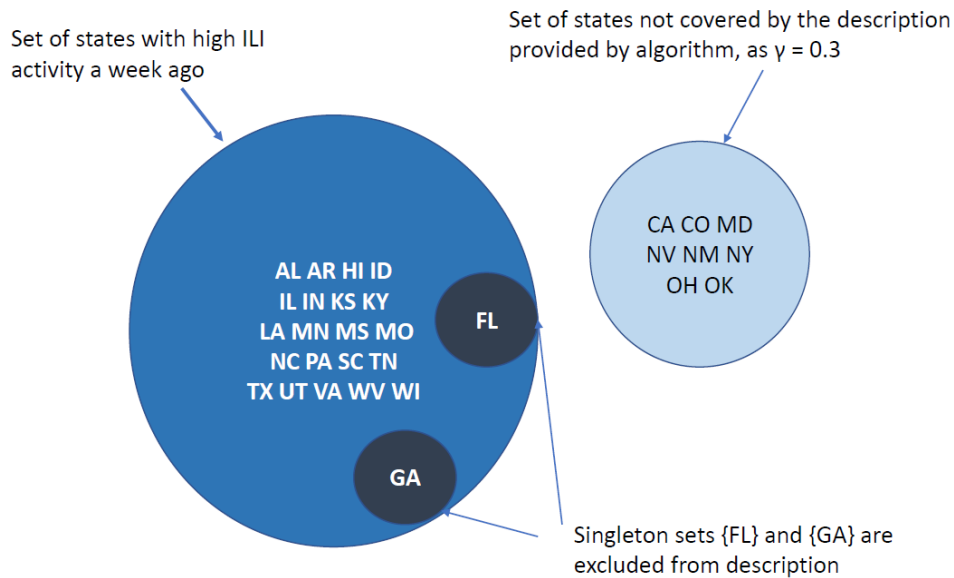 Set of states with high ILI
activity a week ago
Set of states not covered by the description
provided by algorithm, as γ = 0.3
AL AR HI ID
IL IN KS KY
LA MN MS MO
NC PA SC TN
TX UT VA WV WI
FL
GA
CA CO MD
NV NM NY
OH OK
Singleton sets {FL} and {GA} are
excluded from description